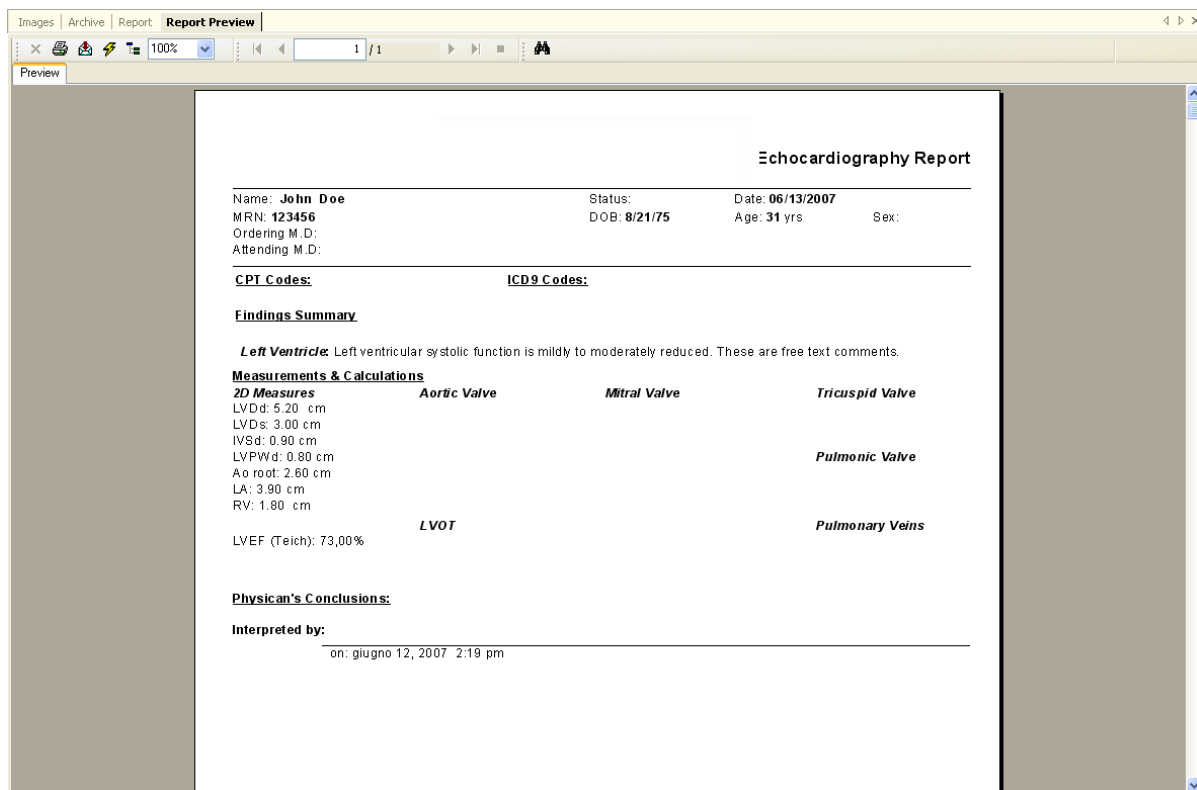 Images Archive Report Report Preview
100% 1 / 1
Preview
Echocardiography Report
Name: John Doe Status: Date: 06/13/2007
MRN: 123456 DOB: 8/21/75 Age: 31 yrs Sex:
Ordering M.D:
Attending M.D:
CPT Codes: ICD9 Codes:
Findings Summary
Left Ventricle: Left ventricular systolic function is mildly to moderately reduced. These are free text comments.
Measurements & Calculations
2D Measures Aortic Valve Mitral Valve Tricuspid Valve
LVDd: 5.20 cm
LVDs: 3.00 cm
IVSd: 0.90 cm
LVPWd: 0.80 cm Pulmonic Valve
Ao root: 2.60 cm
LA: 3.90 cm
RV: 1.80 cm
LVOT Pulmonary Veins
LVEF (Teich): 73,00%
Physican's Conclusions:
Interpreted by:
on: giugno 12, 2007 2:19 pm